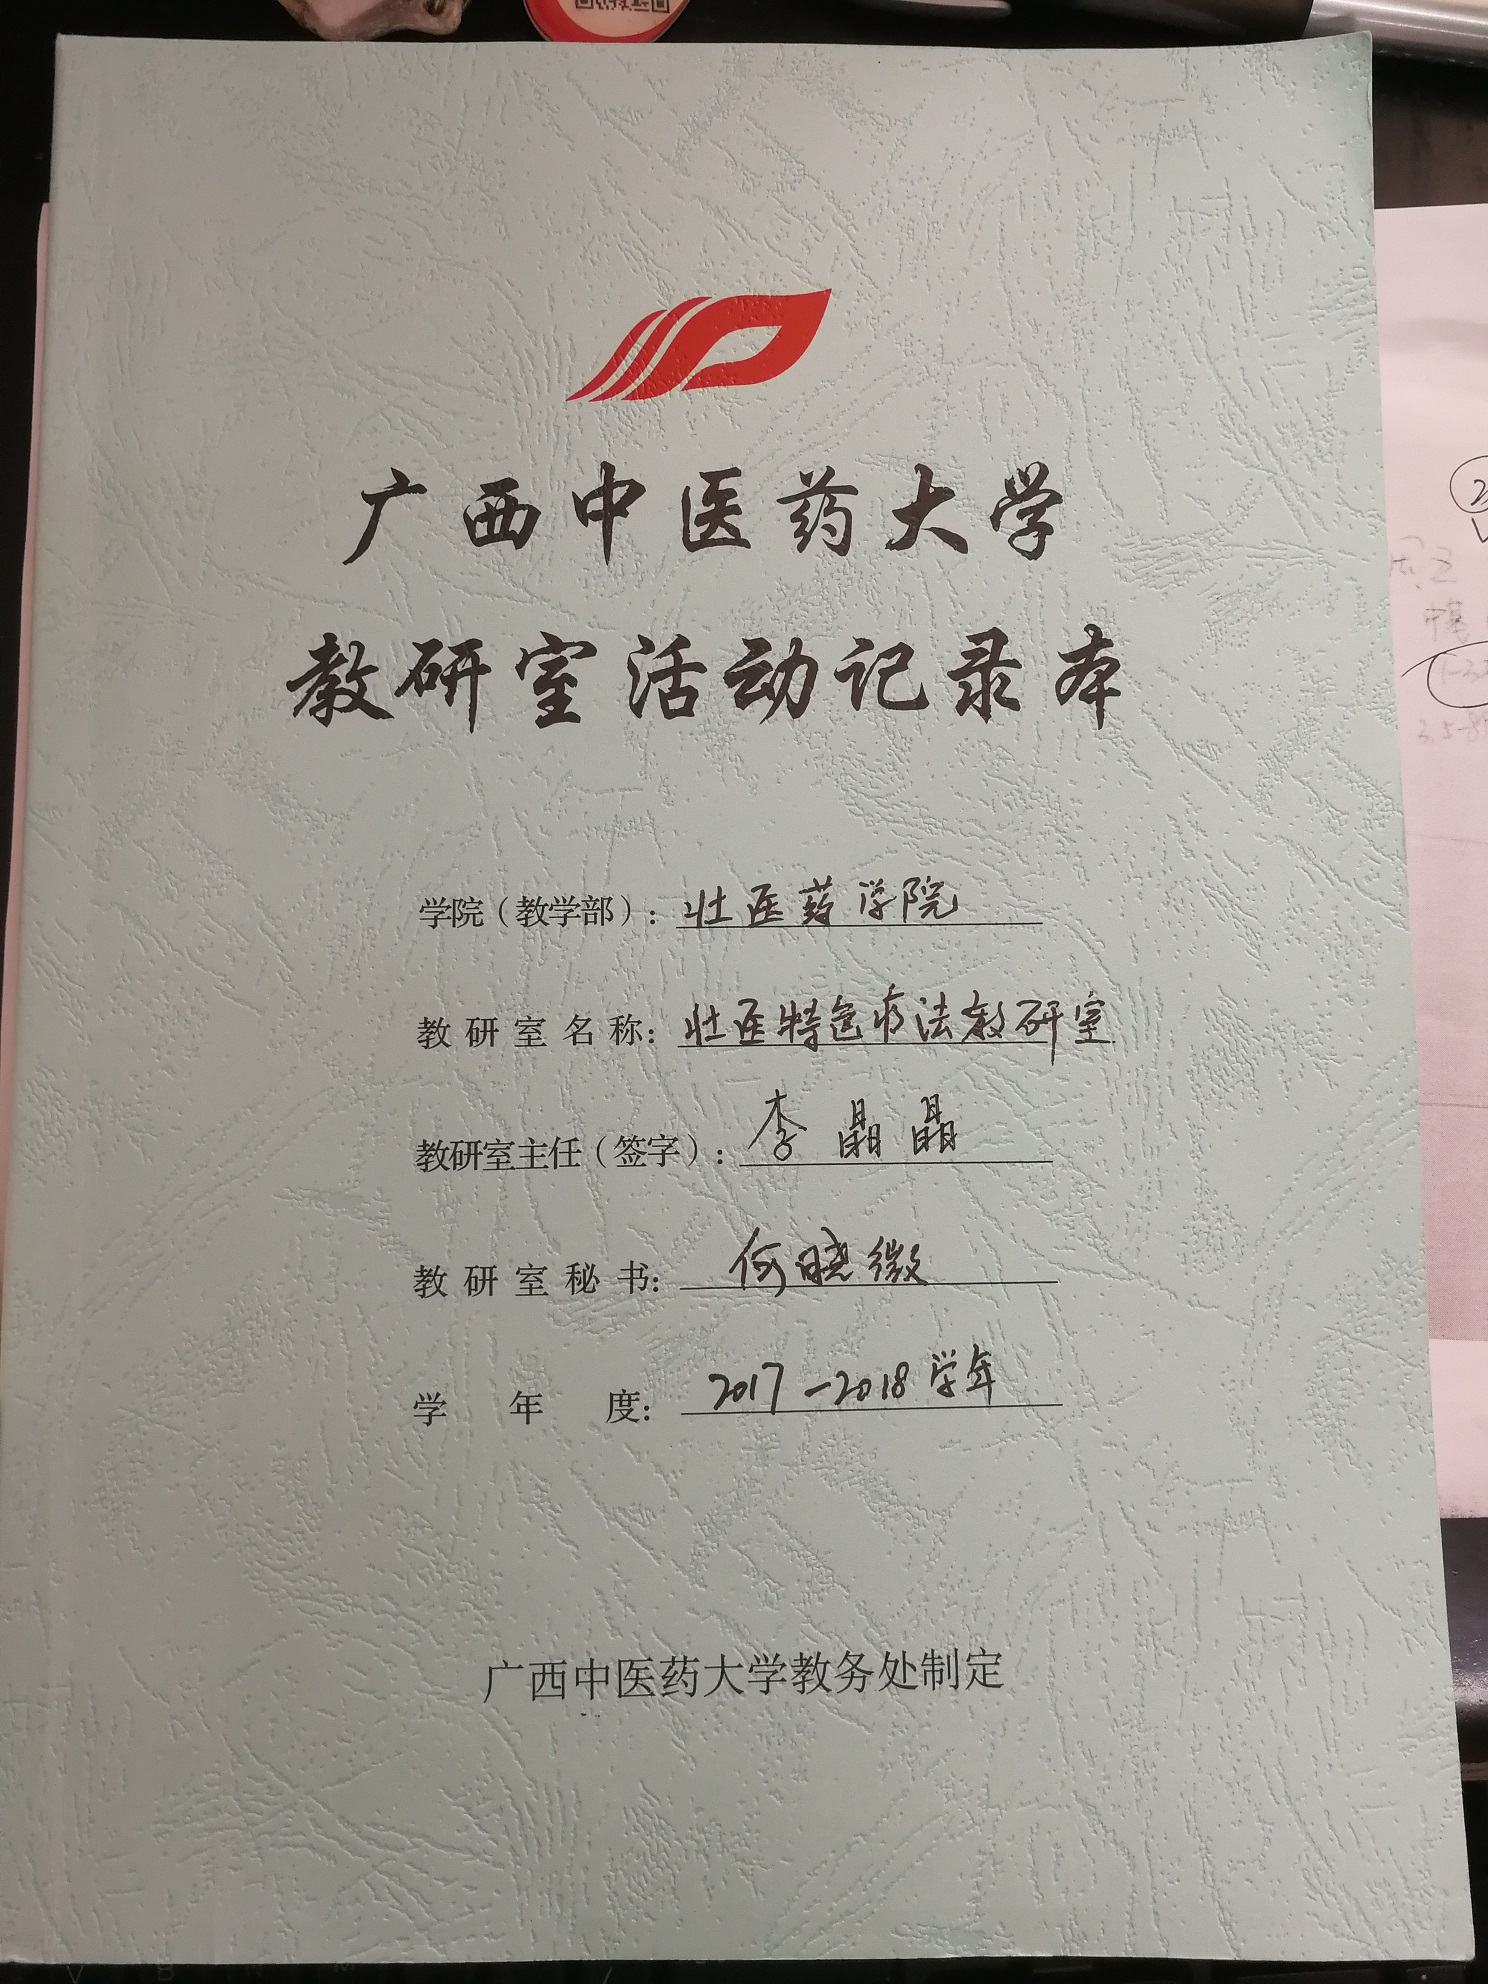 广西中医药大学
教研室活动记录本
学院（教学部）：壮医药学院
教研室名称：壮医特色疗法教研室
教研室主任（签字）：李晶晶
教研室秘书：何晓微
学年度：2017-2018学年
广西中医药大学教务处制定